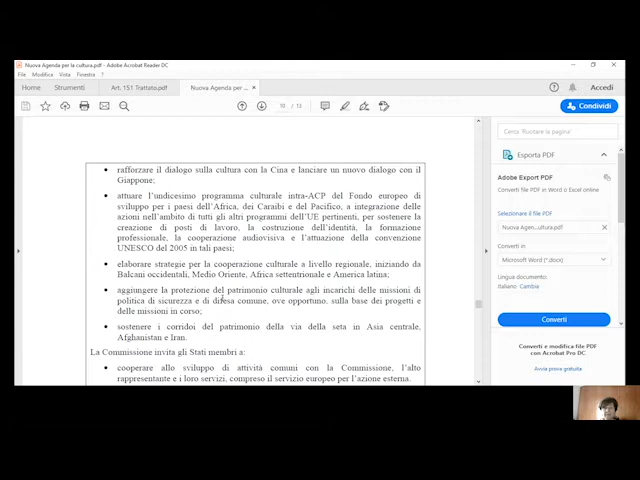 Nuova Agenda per la cultura.pdf - Adobe Acrobat Reader DC
File Modifica Vista Finestra ?
Home Strumenti Art. 151 Trattato.pdf Nuova Agenda per ... × Accedi
10 / 13 Condividi
• rafforzare il dialogo sulla cultura con la Cina e lanciare un nuovo dialogo con il
Giappone;
• attuare l'undicesimo programma culturale intra-ACP del Fondo europeo di
sviluppo per i paesi dell'Africa, dei Caraibi e del Pacifico, a integrazione delle
azioni nell'ambito di tutti gli altri programmi dell'UE pertinenti, per sostenere la
creazione di posti di lavoro, la costruzione dell'identità, la formazione
professionale, la cooperazione audiovisiva e l'attuazione della convenzione
UNESCO del 2005 in tali paesi;
• elaborare strategie per la cooperazione culturale a livello regionale, iniziando da
Balcani occidentali, Medio Oriente, Africa settentrionale e America latina;
• aggiungere la protezione del patrimonio culturale agli incarichi delle missioni di
politica di sicurezza e di difesa comune, ove opportuno, sulla base dei progetti e
delle missioni in corso;
• sostenere i corridoi del patrimonio della via della seta in Asia centrale,
Afghanistan e Iran.
La Commissione invita gli Stati membri a:
• cooperare allo sviluppo di attività comuni con la Commissione, l'alto
rappresentante e i loro servizi, compreso il servizio europeo per l'azione esterna.
Esporta PDF
Adobe Export PDF
Converti file PDF in Word o Excel online
Selezionare il file PDF
Nuova Agen...ultura.pdf ×
Converti in
Microsoft Word (*.docx)
Lingua documento:
Italiano Cambia
Converti
Converti e modifica file PDF
con Acrobat Pro DC
Avvia prova gratuita